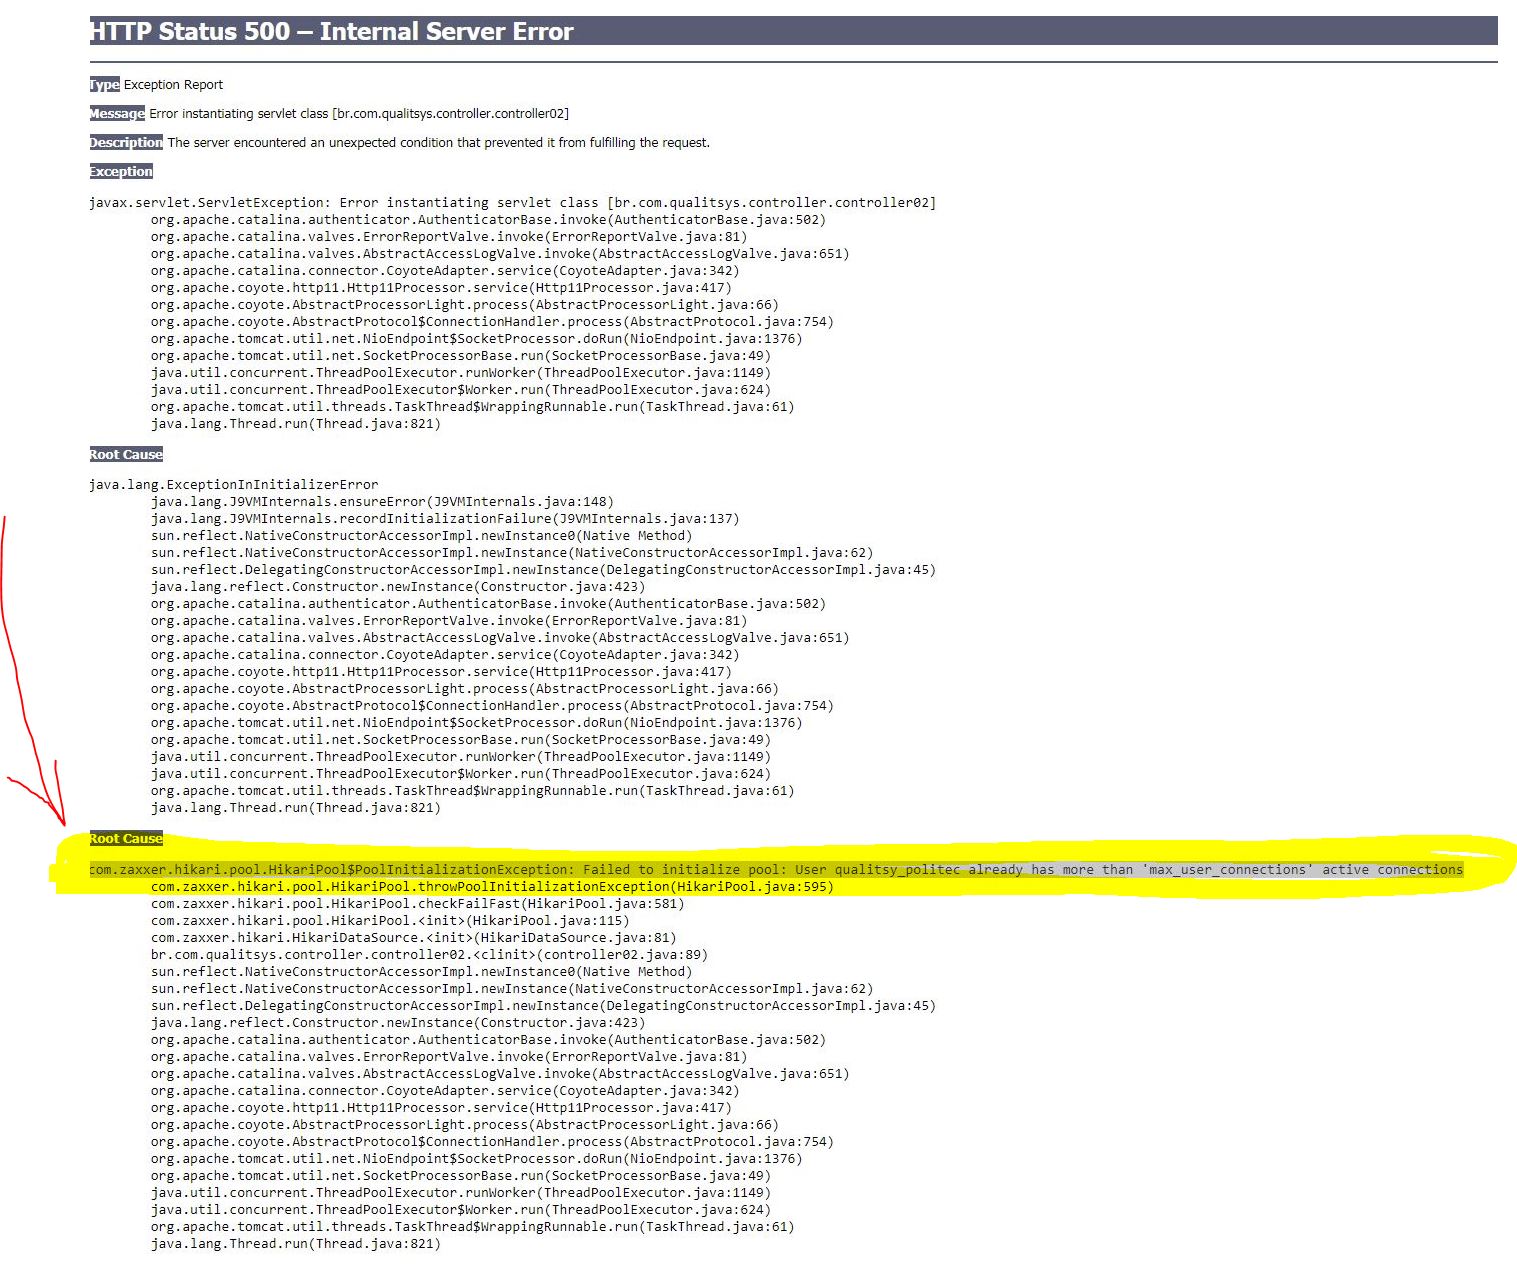 HTTP Status 500 – Internal Server Error
Type Exception Report
Message Error instantiating servlet class [br.com.qualitsys.controller.controller02]
Description The server encountered an unexpected condition that prevented it from fulfilling the request.
Exception
javax.servlet.ServletException: Error instantiating servlet class [br.com.qualitsys.controller.controller02]
org.apache.catalina.authenticator.AuthenticatorBase.invoke(AuthenticatorBase.java:502)
org.apache.catalina.valves.ErrorReportValve.invoke(ErrorReportValve.java:81)
org.apache.catalina.valves.AbstractAccessLogValve.invoke(AbstractAccessLogValve.java:651)
org.apache.catalina.connector.CoyoteAdapter.service(CoyoteAdapter.java:342)
org.apache.coyote.http11.Http11Processor.service(Http11Processor.java:417)
org.apache.coyote.AbstractProcessorLight.process(AbstractProcessorLight.java:66)
org.apache.coyote.AbstractProtocol$ConnectionHandler.process(AbstractProtocol.java:754)
org.apache.tomcat.util.net.NioEndpoint$SocketProcessor.doRun(NioEndpoint.java:1376)
org.apache.tomcat.util.net.SocketProcessorBase.run(SocketProcessorBase.java:49)
java.util.concurrent.ThreadPoolExecutor.runWorker(ThreadPoolExecutor.java:1149)
java.util.concurrent.ThreadPoolExecutor$Worker.run(ThreadPoolExecutor.java:624)
org.apache.tomcat.util.threads.TaskThread$WrappingRunnable.run(TaskThread.java:61)
java.lang.Thread.run(Thread.java:821)
Root Cause
java.lang.ExceptionInInitializerError
java.lang.J9VMInternals.ensureError(J9VMInternals.java:148)
java.lang.J9VMInternals.recordInitializationFailure(J9VMInternals.java:137)
sun.reflect.NativeConstructorAccessorImpl.newInstance0(Native Method)
sun.reflect.NativeConstructorAccessorImpl.newInstance(NativeConstructorAccessorImpl.java:62)
sun.reflect.DelegatingConstructorAccessorImpl.newInstance(DelegatingConstructorAccessorImpl.java:45)
java.lang.reflect.Constructor.newInstance(Constructor.java:423)
org.apache.catalina.authenticator.AuthenticatorBase.invoke(AuthenticatorBase.java:502)
org.apache.catalina.valves.ErrorReportValve.invoke(ErrorReportValve.java:81)
org.apache.catalina.valves.AbstractAccessLogValve.invoke(AbstractAccessLogValve.java:651)
org.apache.catalina.connector.CoyoteAdapter.service(CoyoteAdapter.java:342)
org.apache.coyote.http11.Http11Processor.service(Http11Processor.java:417)
org.apache.coyote.AbstractProcessorLight.process(AbstractProcessorLight.java:66)
org.apache.coyote.AbstractProtocol$ConnectionHandler.process(AbstractProtocol.java:754)
org.apache.tomcat.util.net.NioEndpoint$SocketProcessor.doRun(NioEndpoint.java:1376)
org.apache.tomcat.util.net.SocketProcessorBase.run(SocketProcessorBase.java:49)
java.util.concurrent.ThreadPoolExecutor.runWorker(ThreadPoolExecutor.java:1149)
java.util.concurrent.ThreadPoolExecutor$Worker.run(ThreadPoolExecutor.java:624)
org.apache.tomcat.util.threads.TaskThread$WrappingRunnable.run(TaskThread.java:61)
java.lang.Thread.run(Thread.java:821)
Root Cause
com.zaxxer.hikari.pool.HikariPool$PoolInitializationException: Failed to initialize pool: User qualitsy_politec already has more than 'max_user_connections' active connections
com.zaxxer.hikari.pool.HikariPool.throwPoolInitializationException(HikariPool.java:595)
com.zaxxer.hikari.pool.HikariPool.checkFailFast(HikariPool.java:581)
com.zaxxer.hikari.pool.HikariPool.<init>(HikariPool.java:115)
com.zaxxer.hikari.HikariDataSource.<init>(HikariDataSource.java:81)
br.com.qualitsys.controller.controller02.<clinit>(controller02.java:89)
sun.reflect.NativeConstructorAccessorImpl.newInstance0(Native Method)
sun.reflect.NativeConstructorAccessorImpl.newInstance(NativeConstructorAccessorImpl.java:62)
sun.reflect.DelegatingConstructorAccessorImpl.newInstance(DelegatingConstructorAccessorImpl.java:45)
java.lang.reflect.Constructor.newInstance(Constructor.java:423)
org.apache.catalina.authenticator.AuthenticatorBase.invoke(AuthenticatorBase.java:502)
org.apache.catalina.valves.ErrorReportValve.invoke(ErrorReportValve.java:81)
org.apache.catalina.valves.AbstractAccessLogValve.invoke(AbstractAccessLogValve.java:651)
org.apache.catalina.connector.CoyoteAdapter.service(CoyoteAdapter.java:342)
org.apache.coyote.http11.Http11Processor.service(Http11Processor.java:417)
org.apache.coyote.AbstractProcessorLight.process(AbstractProcessorLight.java:66)
org.apache.coyote.AbstractProtocol$ConnectionHandler.process(AbstractProtocol.java:754)
org.apache.tomcat.util.net.NioEndpoint$SocketProcessor.doRun(NioEndpoint.java:1376)
org.apache.tomcat.util.net.SocketProcessorBase.run(SocketProcessorBase.java:49)
java.util.concurrent.ThreadPoolExecutor.runWorker(ThreadPoolExecutor.java:1149)
java.util.concurrent.ThreadPoolExecutor$Worker.run(ThreadPoolExecutor.java:624)
org.apache.tomcat.util.threads.TaskThread$WrappingRunnable.run(TaskThread.java:61)
java.lang.Thread.run(Thread.java:821)